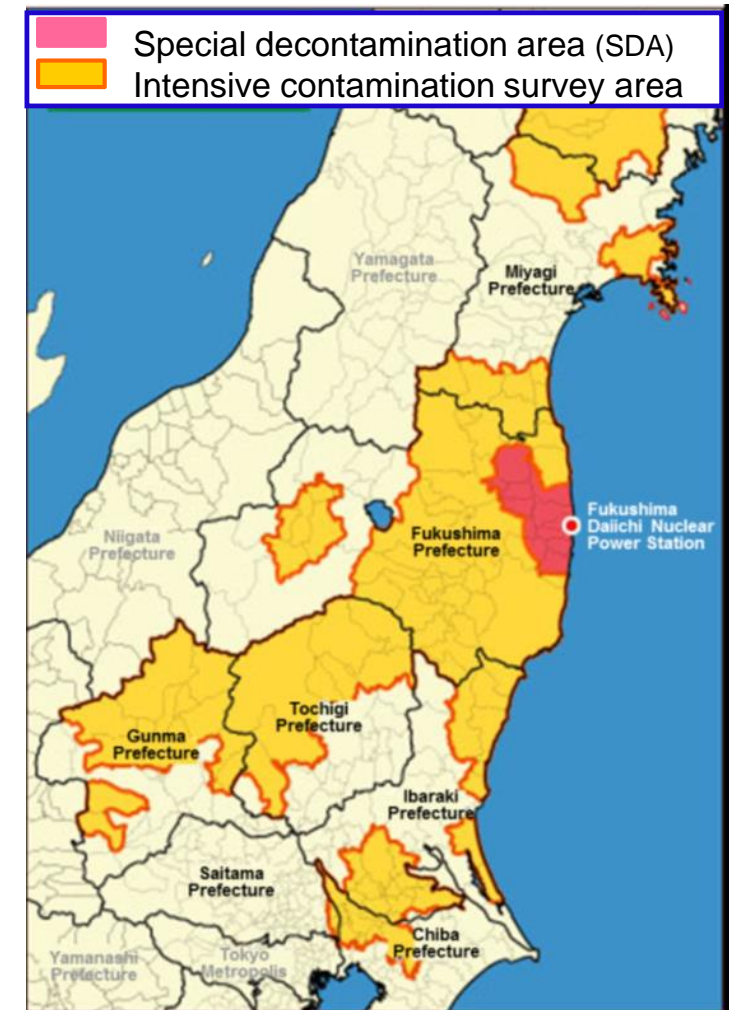 Special decontamination area (SDA)
Intensive contamination survey area
Yamagata
Prefecture
Miyagi
Prefecture
Fukushima
Daiichi Nuclear
Power Station
Fukushima
Prefecture
Niigata
Prefecture
Tochigi
Prefecture
Gunma
Prefecture
Ibaraki
Prefecture
Saitama
Prefecture
Chiba
Prefecture
Yamanashi
Prefecture
Tokyo
Metropolis